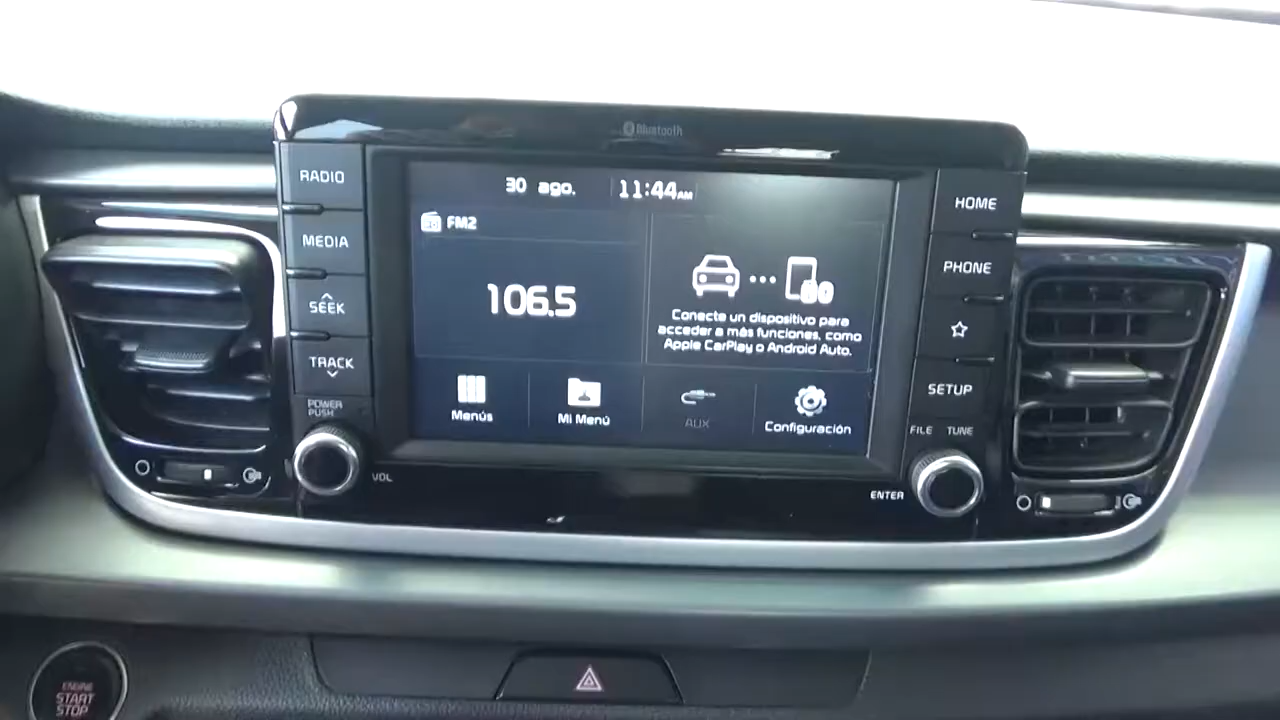 Bluetooth
RADIO
MEDIA
SEEK
TRACK
POWER
PUSH
VOL
30 ago. 11:44AM
FM2
106.5
Conecte un dispositivo para
acceder a más funciones, como
Apple CarPlay o Android Auto.
Menús
Mi Menú
AUX
Configuración
HOME
PHONE
SETUP
FILE TUNE
ENTER
ENGINE
START
STOP